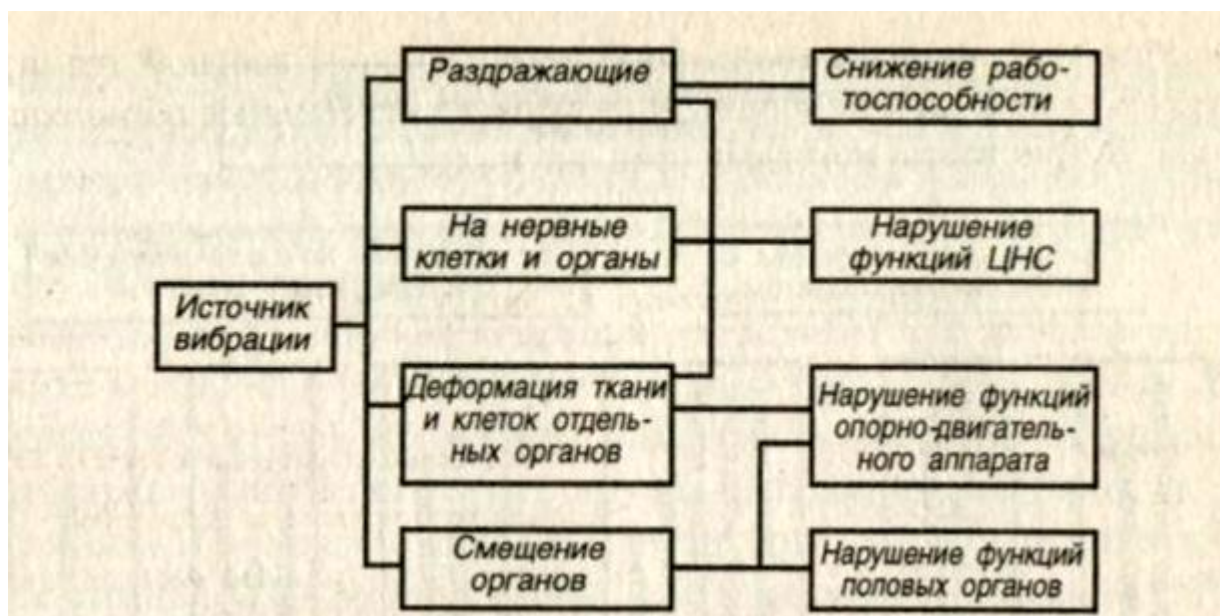 Раздражающие
Снижение рабо-
тоспособности
На нервные
клетки и органы
Нарушение
функций ЦНС
Источник
вибрации
Деформация ткани
и клеток отдель-
ных органов
Нарушение функций
опорно-двигатель-
ного аппарата
Смещение
органов
Нарушение функций
половых органов